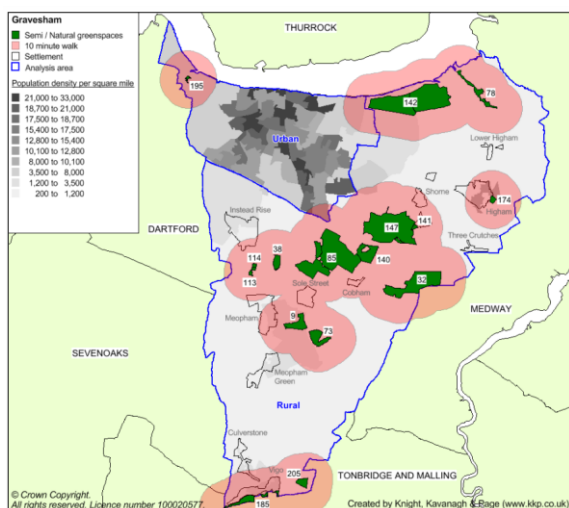 Gravesham
Semi / Natural greenspaces
10 minute walk
Settlement
Analysis area
Population density per square mile
21,000 to 33,000
18,700 to 21,000
17,500 to 18,700
15,400 to 17,500
12,800 to 15,400
10,100 to 12,800
8,000 to 10,100
3,500 to 8,000
1,200 to 3,500
200 to 1,200
THURROCK
195
78
142
Urban
Lower Higham
174
Higham
Shorne
Instead Rise
147
141
Three Crutches
DARTFORD
38
114
85
140
113
Sole Street
32
Cobham
MEDWAY
Meopham
9
73
SEVENOAKS
Meopham
Green
Rural
Culverstone
Vigo
205
TONBRIDGE AND MALLING
185
© Crown Copyright.
All rights reserved. Licence number 100020577.
Created by Knight, Kavanagh & Page (www.kkp.co.uk)